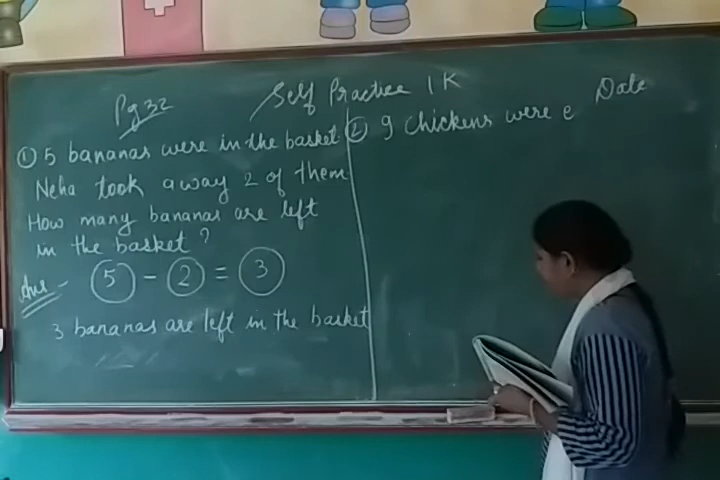 Pg 32 Self Practice 1K Date
① 5 bananas were in the basket
Neha took away 2 of them
How many bananas are left
in the basket?
Ans - 5 - 2 = 3
3 bananas are left in the basket
② 9 chickens were e